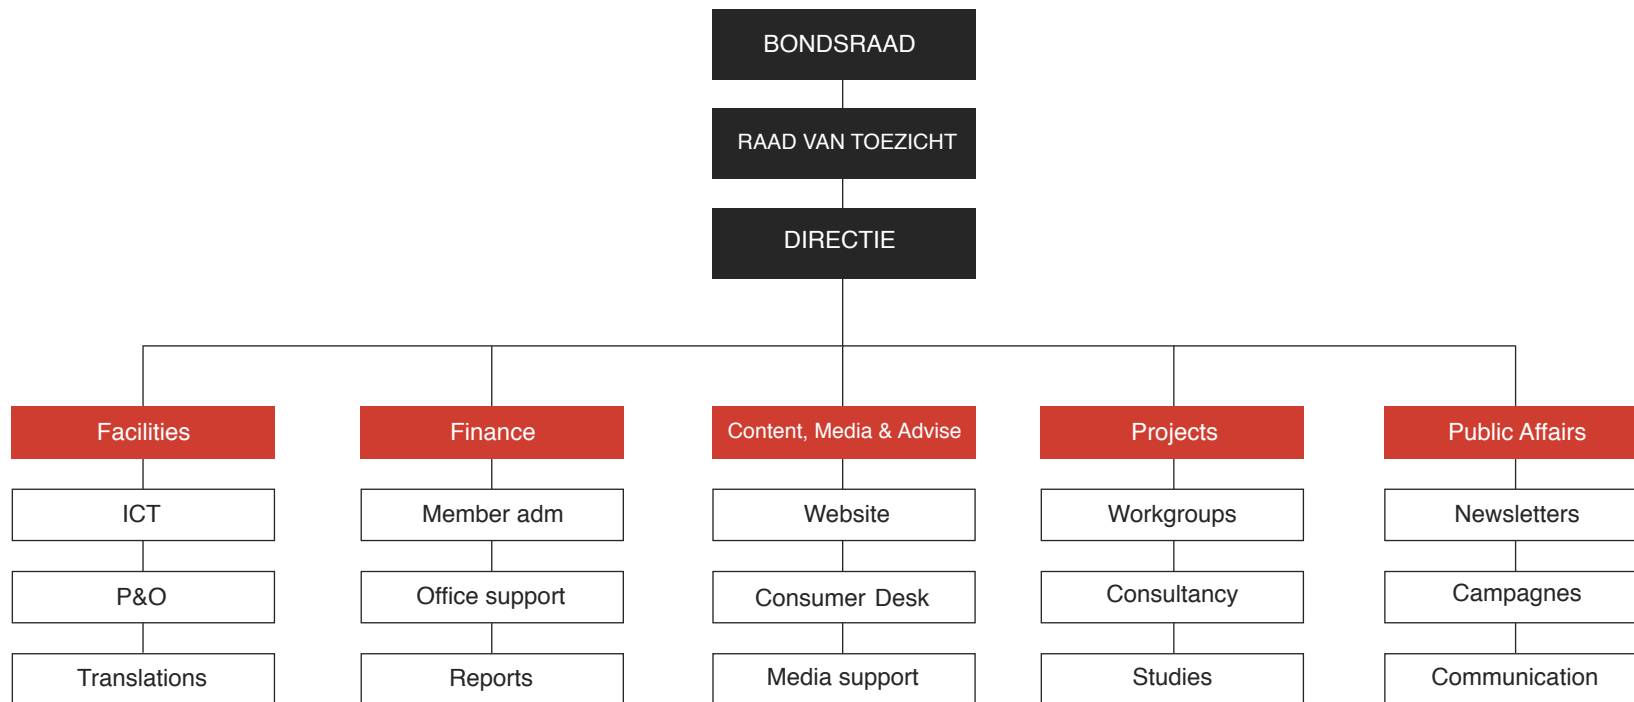 BONDSRAAD
RAAD VAN TOEZICHT
DIRECTIE
Facilities
Finance
Content, Media & Advise
Projects
Public Affairs
ICT
Member adm
Website
Workgroups
Newsletters
P&O
Office support
Consumer Desk
Consultancy
Campagnes
Translations
Reports
Media support
Studies
Communication